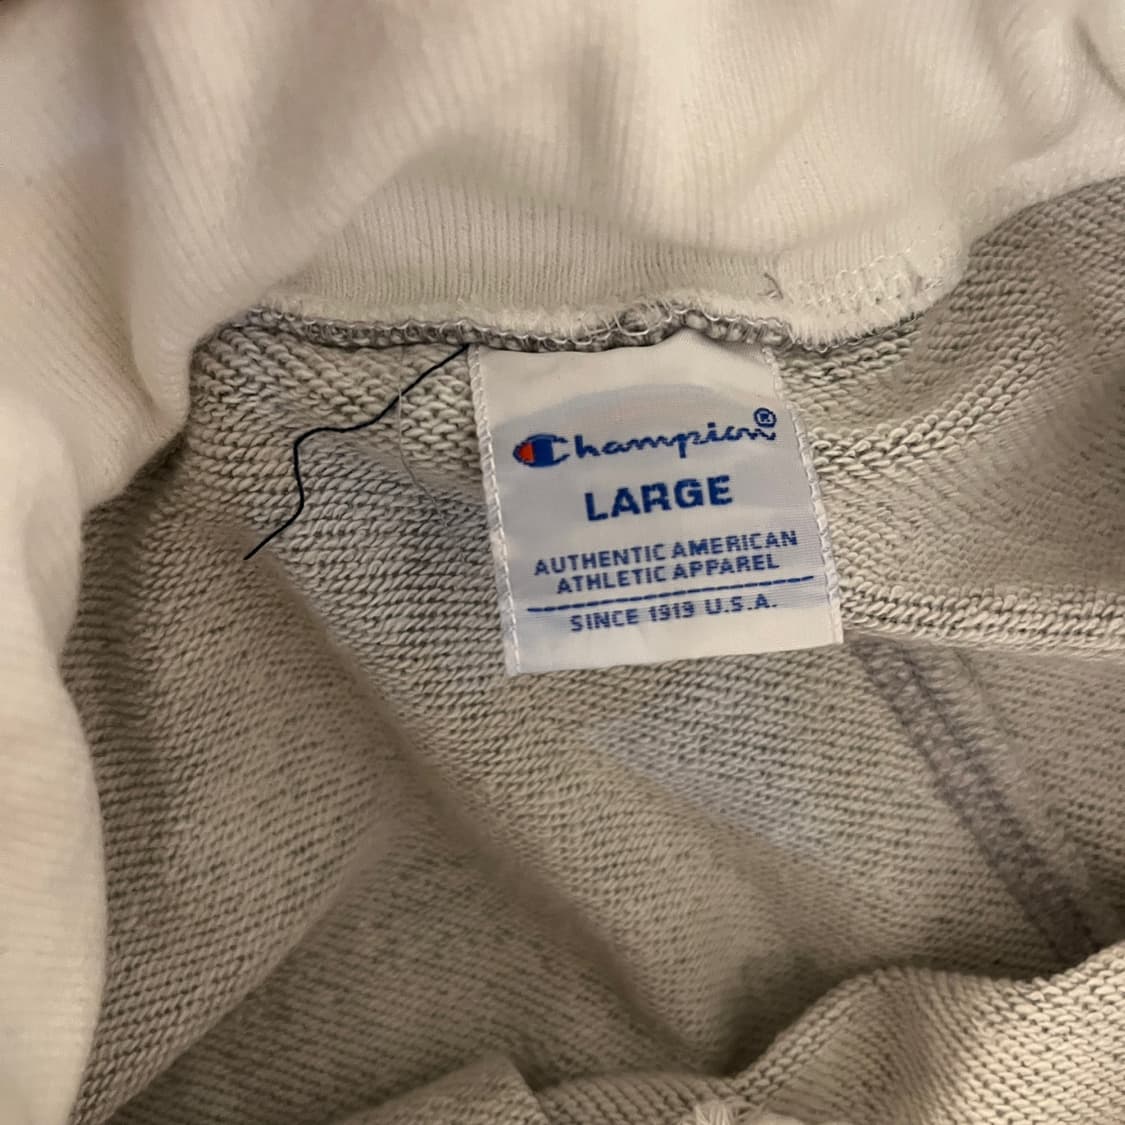 Champion®
LARGE
AUTHENTIC AMERICAN
ATHLETIC APPAREL
SINCE 1919 U.S.A.